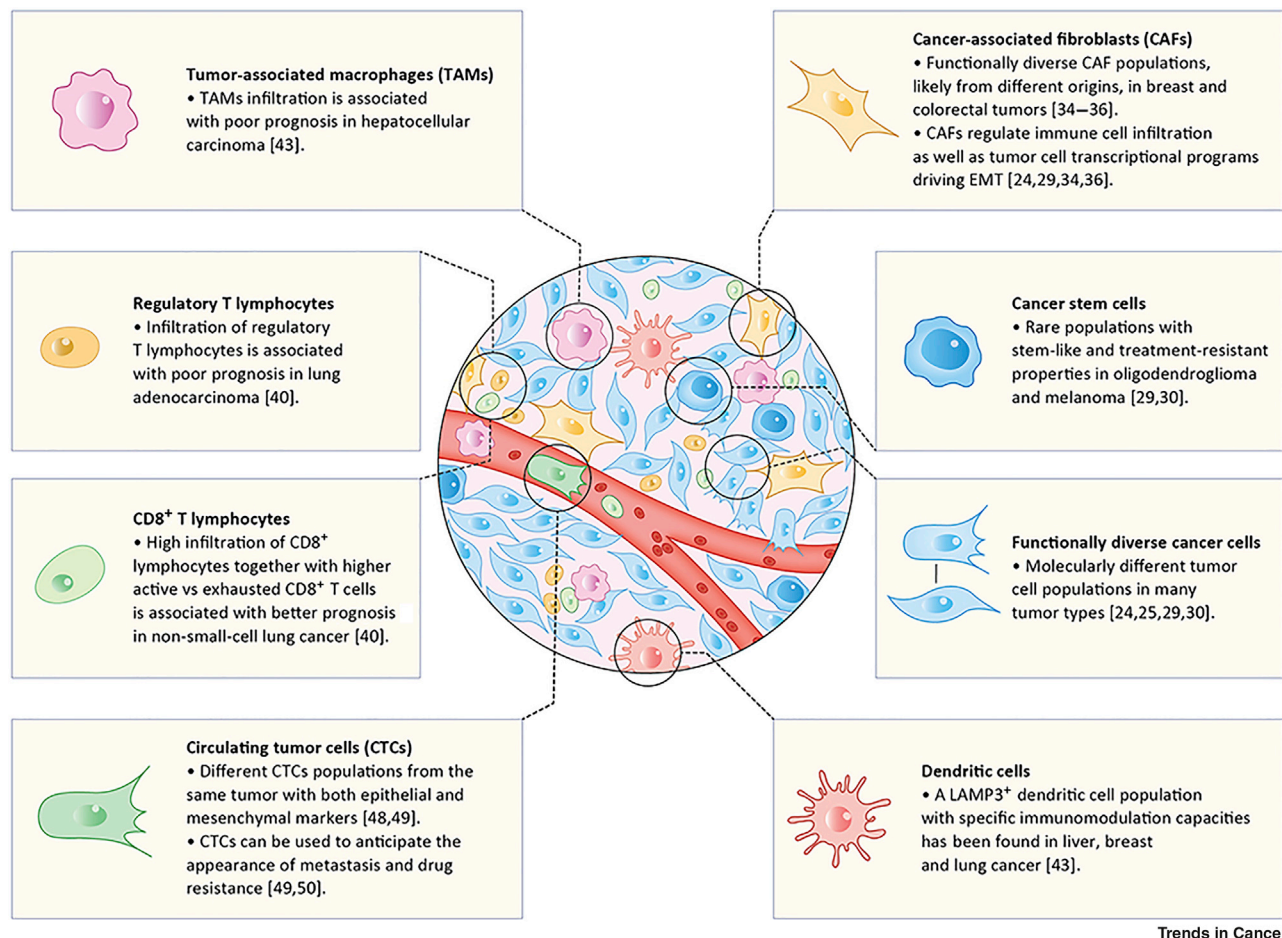 Tumor-associated macrophages (TAMs)
• TAMs infiltration is associated
with poor prognosis in hepatocellular
carcinoma [43].
Cancer-associated fibroblasts (CAFs)
• Functionally diverse CAF populations,
likely from different origins, in breast and
colorectal tumors [34–36].
• CAFs regulate immune cell infiltration
as well as tumor cell transcriptional programs
driving EMT [24,29,34,36].
Regulatory T lymphocytes
• Infiltration of regulatory
T lymphocytes is associated
with poor prognosis in lung
adenocarcinoma [40].
Cancer stem cells
• Rare populations with
stem-like and treatment-resistant
properties in oligodendroglioma
and melanoma [29,30].
CD8⁺ T lymphocytes
• High infiltration of CD8⁺
lymphocytes together with higher
active vs exhausted CD8⁺ T cells
is associated with better prognosis
in non-small-cell lung cancer [40].
Functionally diverse cancer cells
• Molecularly different tumor
cell populations in many
tumor types [24,25,29,30].
Circulating tumor cells (CTCs)
• Different CTCs populations from the
same tumor with both epithelial and
mesenchymal markers [48,49].
• CTCs can be used to anticipate the
appearance of metastasis and drug
resistance [49,50].
Dendritic cells
• A LAMP3⁺ dendritic cell population
with specific immunomodulation capacities
has been found in liver, breast
and lung cancer [43].
Trends in Cance